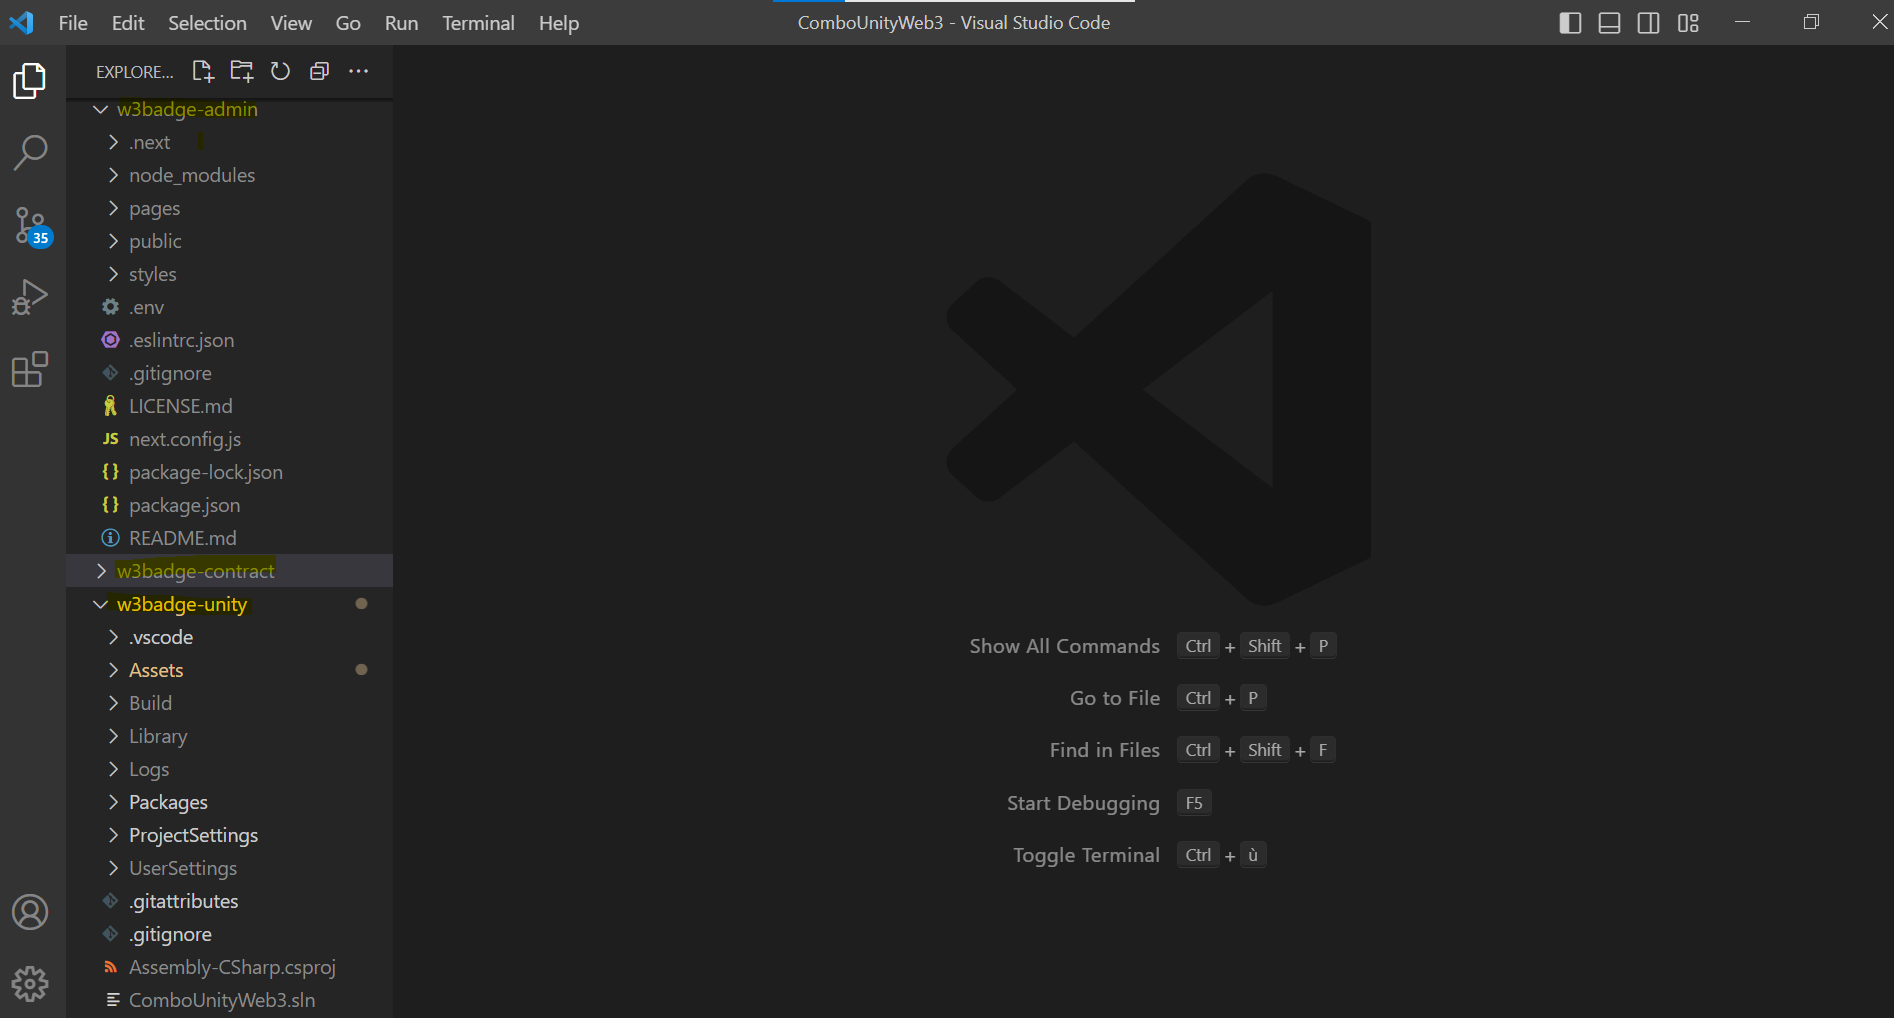 File Edit Selection View Go Run Terminal Help ComboUnityWeb3 - Visual Studio Code
EXPLORE...
w3badge-admin
.next
node_modules
pages
public
styles
.env
.eslintrc.json
.gitignore
LICENSE.md
JS next.config.js
{} package-lock.json
{} package.json
README.md
w3badge-contract
w3badge-unity
.vscode
Assets
Build
Library
Logs
Packages
ProjectSettings
UserSettings
.gitattributes
.gitignore
Assembly-CSharp.csproj
ComboUnityWeb3.sln
35
Show All Commands Ctrl + Shift + P
Go to File Ctrl + P
Find in Files Ctrl + Shift + F
Start Debugging F5
Toggle Terminal Ctrl + ù